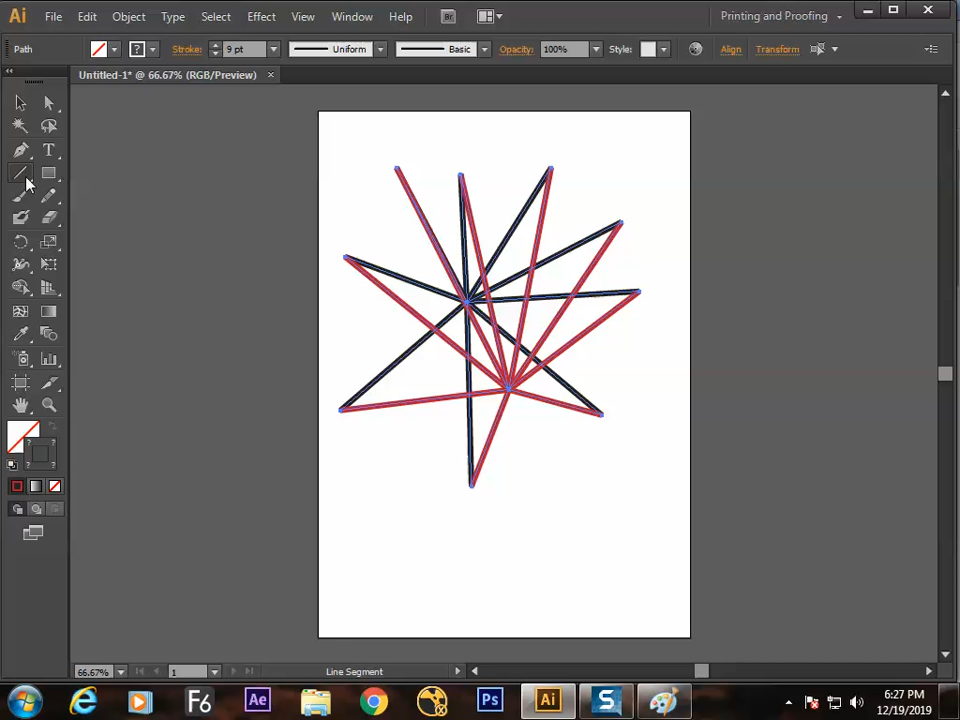 Ai File Edit Object Type Select Effect View Window Help Br Printing and Proofing
Path Stroke: 9 pt Uniform Basic Opacity: 100% Style: Align Transform
Untitled-1* @ 66.67% (RGB/Preview)
T
? ?
? ?
66.67% 1 Line Segment
F6 Ae Ps Ai S 6:27 PM
12/19/2019